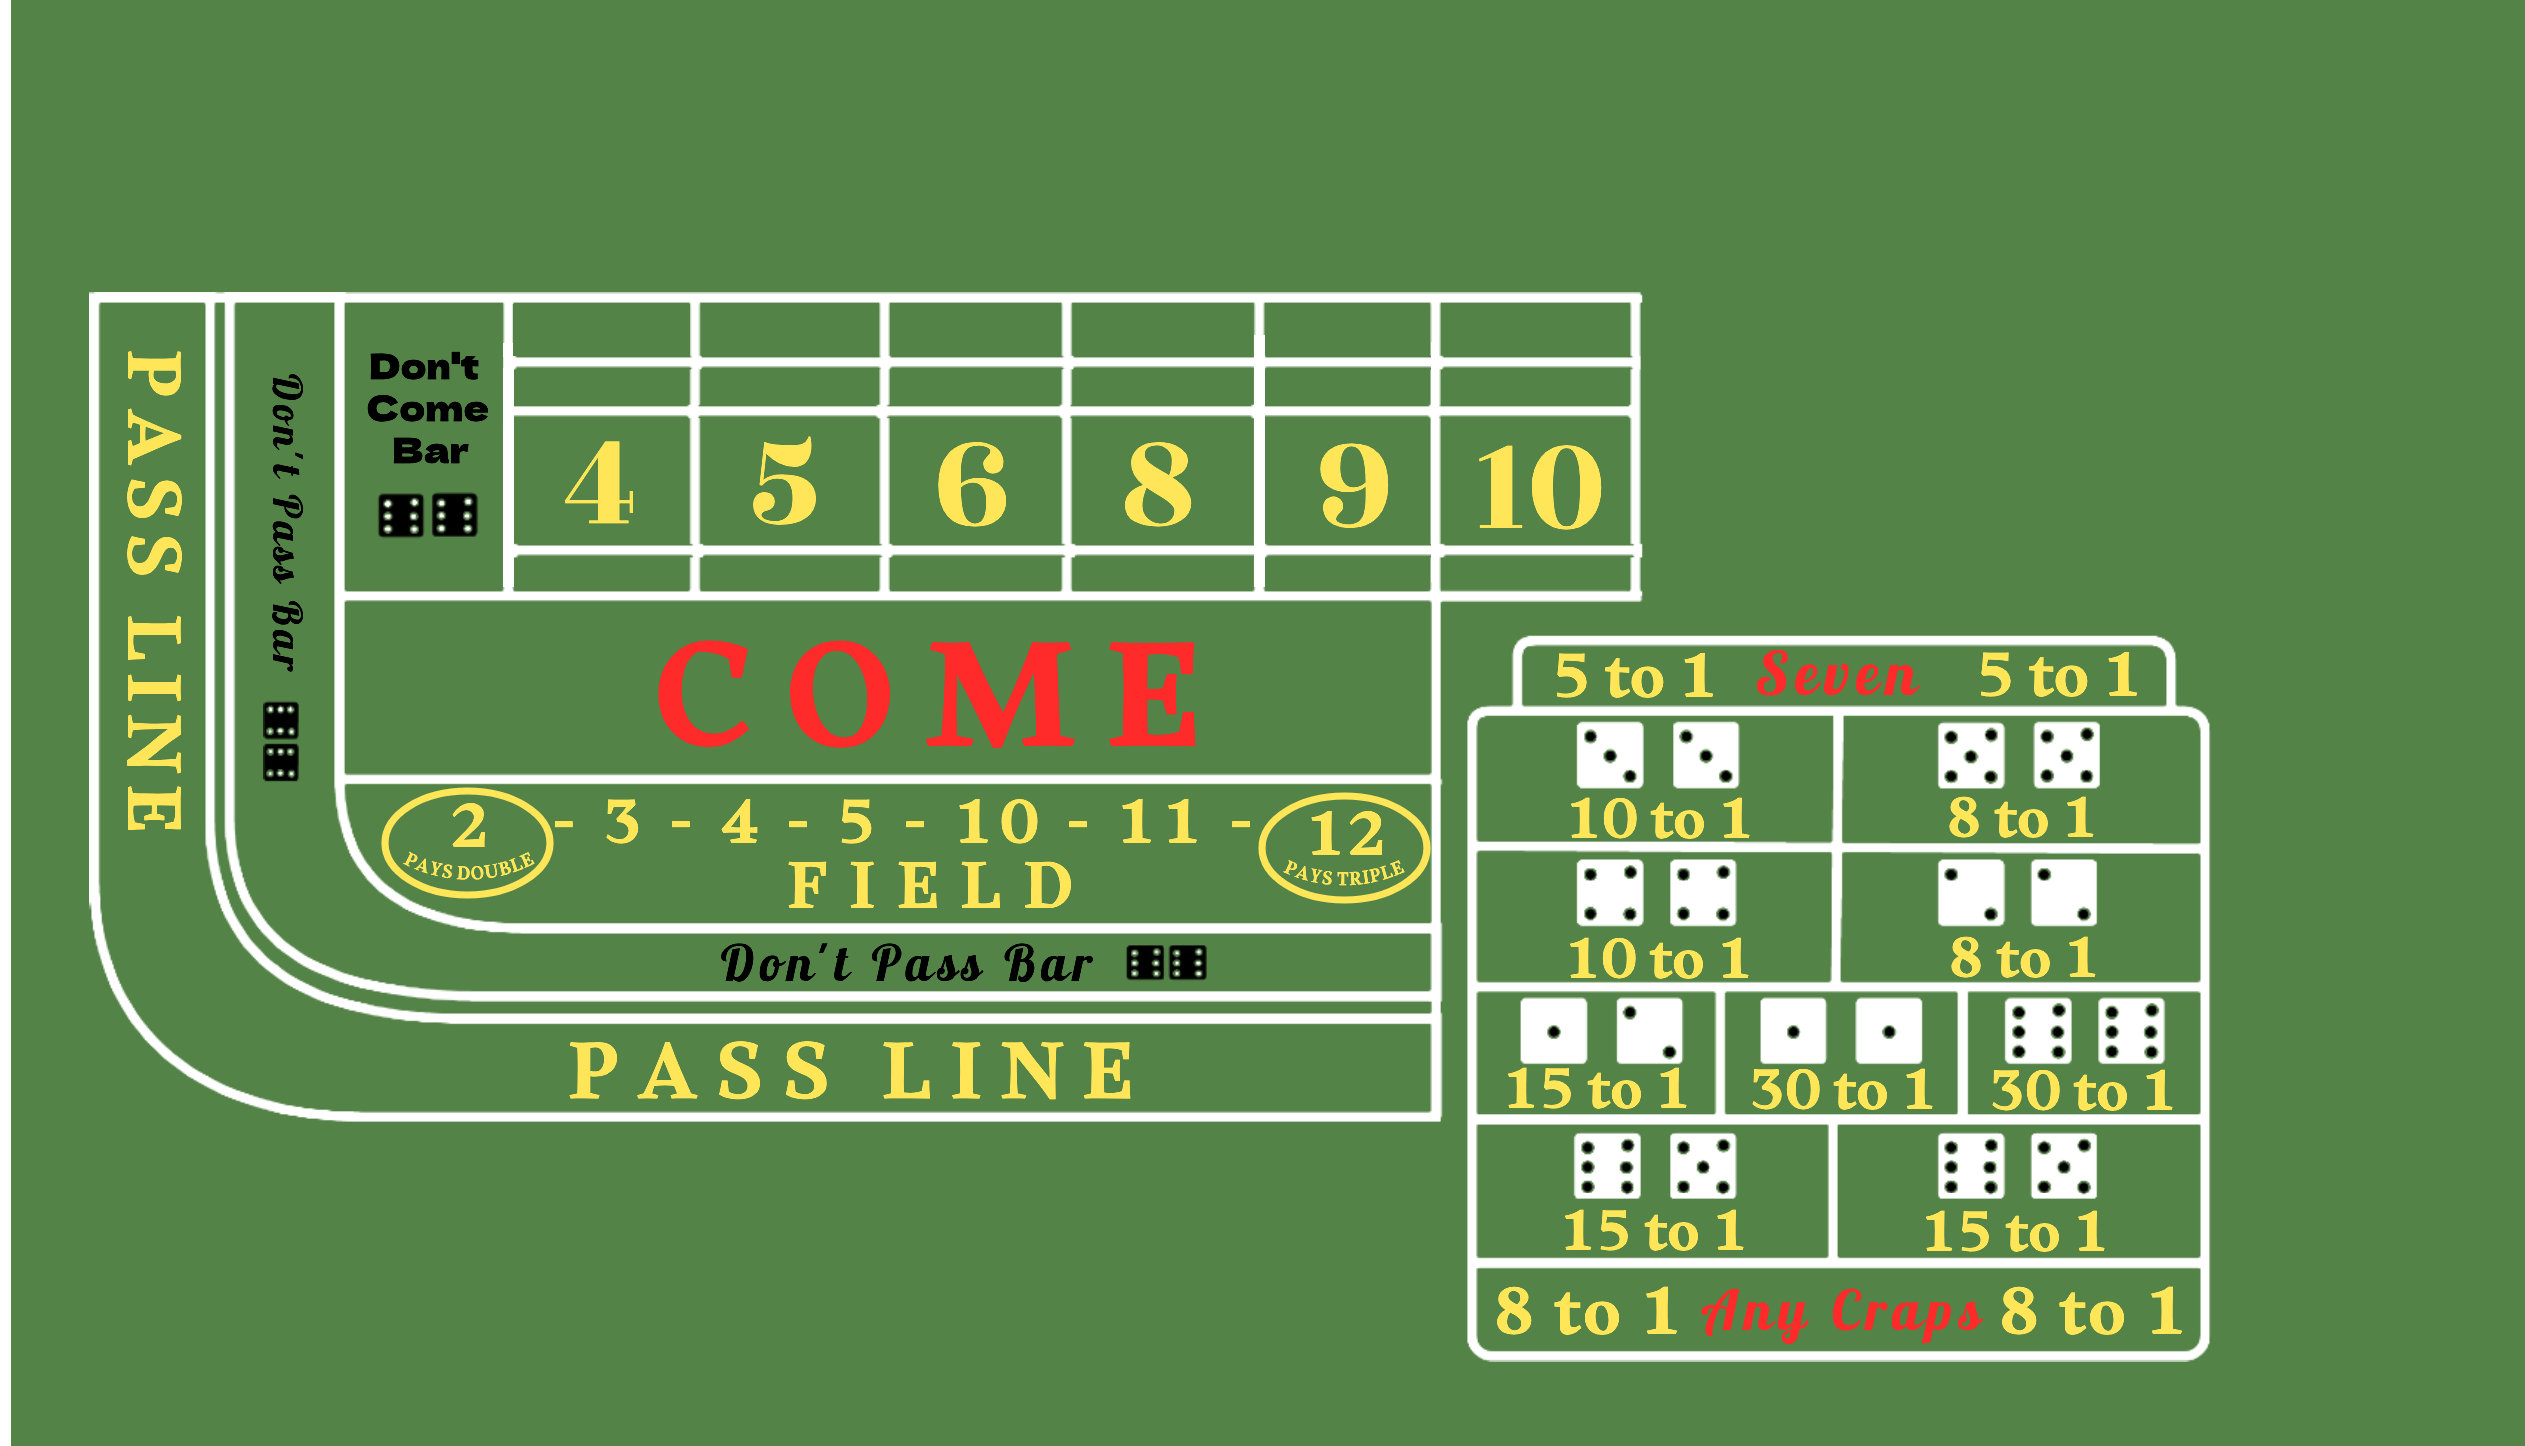 PASS LINE
Don't Pass Bar
Don't
Come
Bar
4 5 6 8 9 10
COME
2 - 3 - 4 - 5 - 10 - 11 - 12
PAYS DOUBLE
PAYS TRIPLE
FIELD
Don't Pass Bar
PASS LINE
5 to 1 Seven 5 to 1
10 to 1 8 to 1
10 to 1 8 to 1
15 to 1 30 to 1 30 to 1
15 to 1 15 to 1
8 to 1 Any Craps 8 to 1